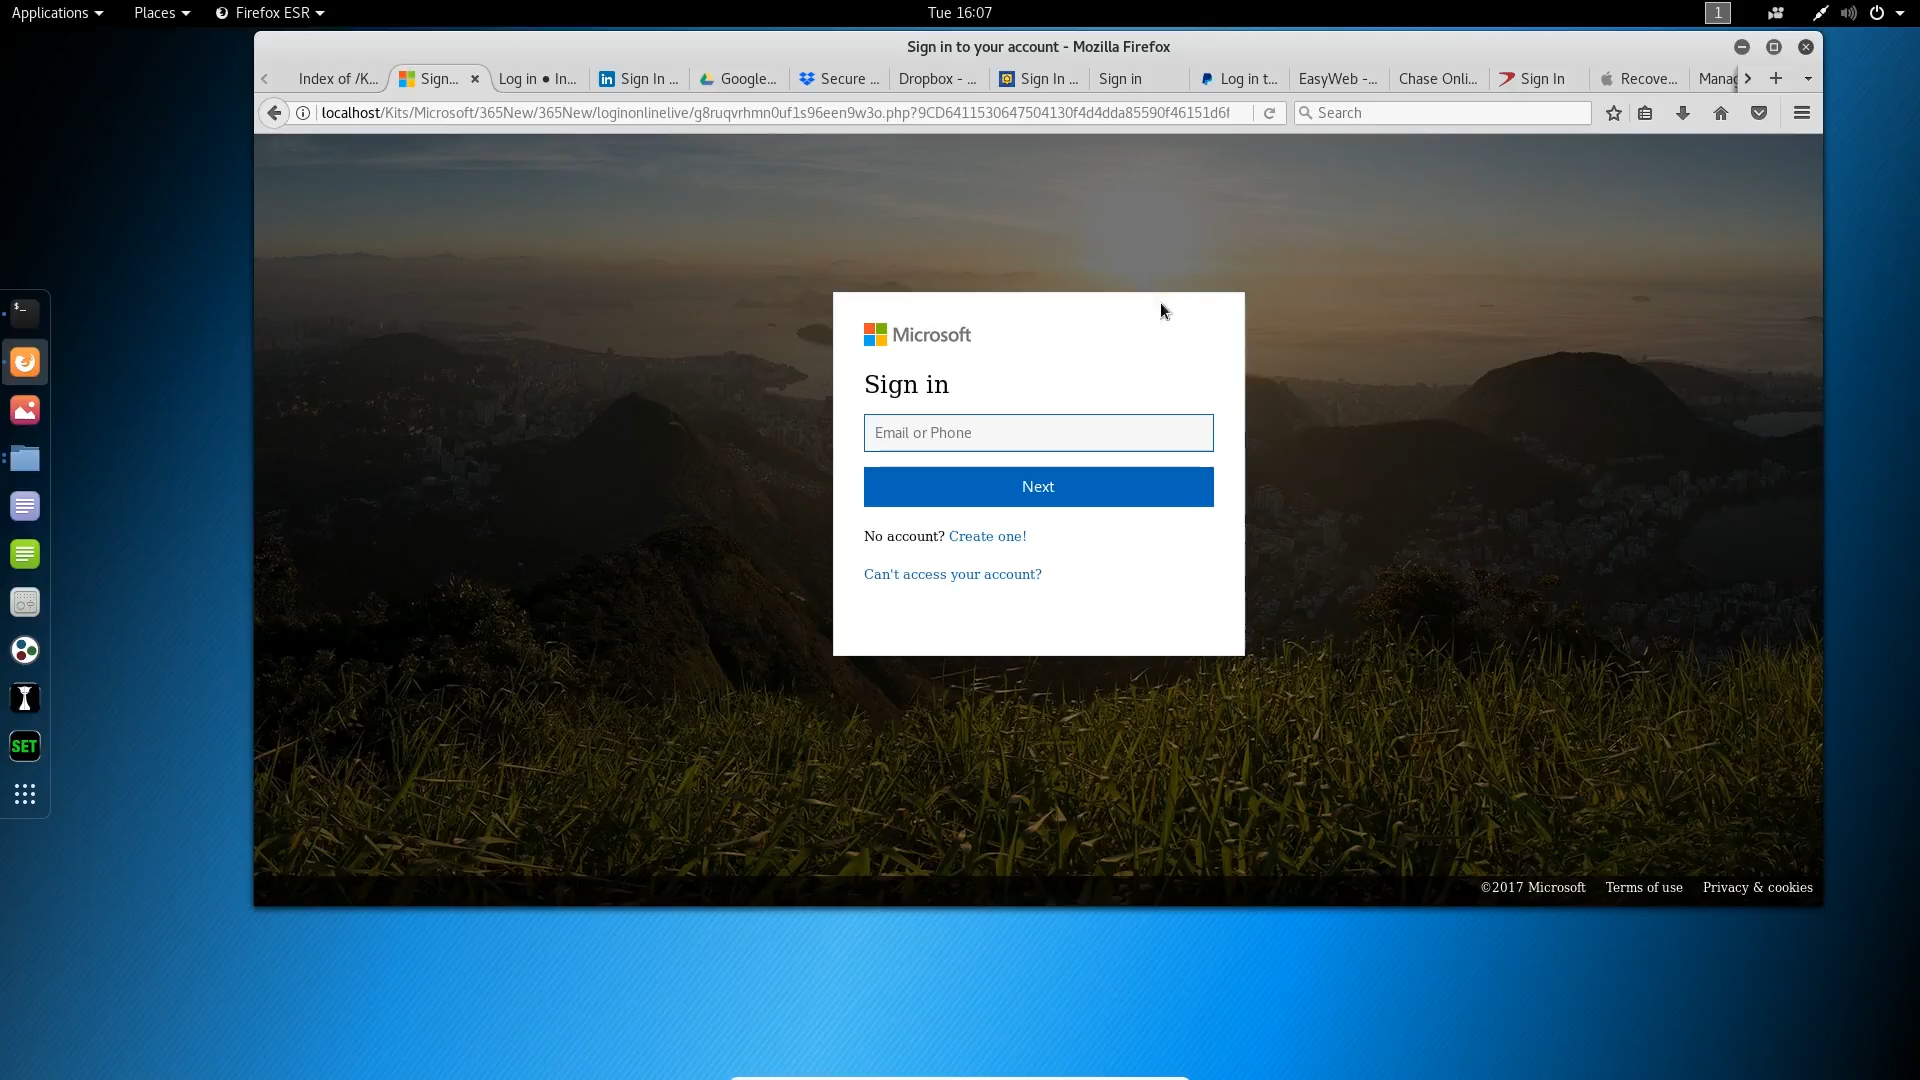 Applications Places Firefox ESR Tue 16:07 1
Sign in to your account - Mozilla Firefox
Index of /K... Sign... Log in ● In... Sign In ... Google... Secure ... Dropbox - ... Sign In ... Sign in Log in t... EasyWeb -... Chase Onli... Sign In Recove... Manag
localhost/Kits/Microsoft/365New/365New/loginonlinelive/g8ruqvrhmn0uf1s96een9w3o.php?9CD6411530647504130f4d4dda85590f46151d6f Search
Microsoft
Sign in
Email or Phone
Next
No account? Create one!
Can't access your account?
SET
©2017 Microsoft Terms of use Privacy & cookies